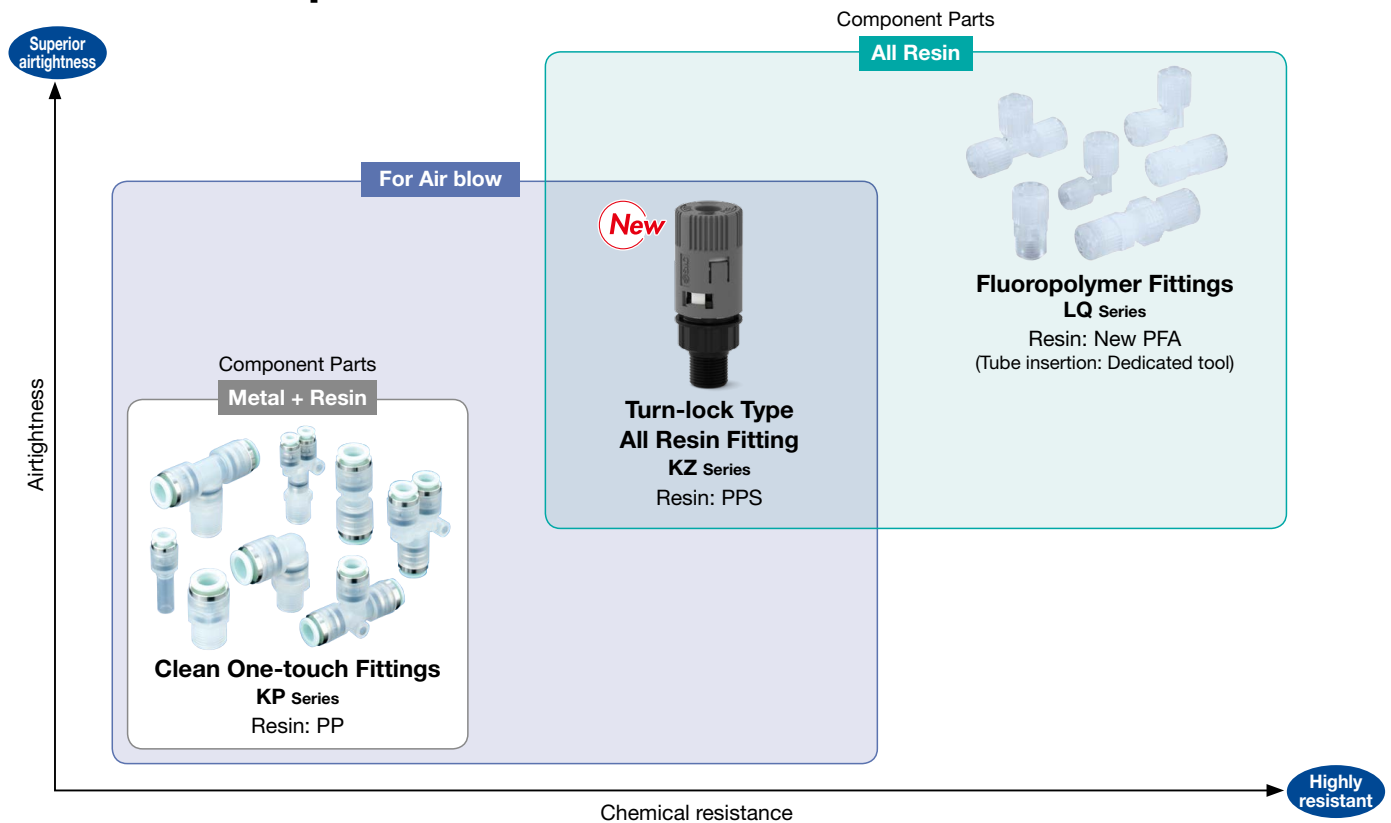 Component Parts
All Resin
Superior
airtightness
For Air blow
New
Fluoropolymer Fittings
LQ Series
Resin: New PFA
(Tube insertion: Dedicated tool)
Component Parts
Metal + Resin
Turn-lock Type
All Resin Fitting
KZ Series
Resin: PPS
Airtightness
Clean One-touch Fittings
KP Series
Resin: PP
Highly
resistant
Chemical resistance